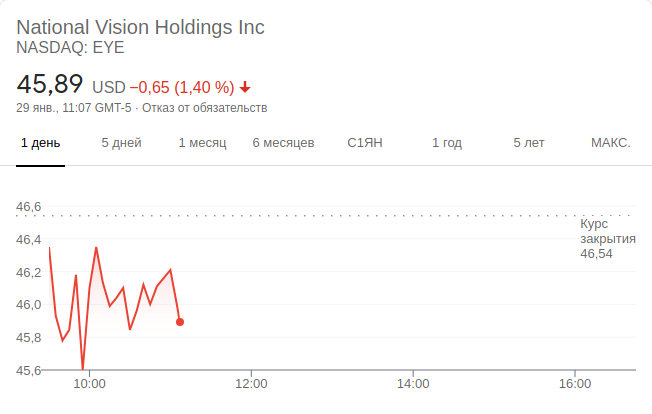 National Vision Holdings Inc
NASDAQ: EYE
45,89 USD −0,65 (1,40 %)
29 янв., 11:07 GMT-5 · Отказ от обязательств
1 день 5 дней 1 месяц 6 месяцев С1ЯН 1 год 5 лет МАКС.
46,6
Курс
закрытия
46,54
46,4
46,2
46,0
45,8
45,6
10:00 12:00 14:00 16:00